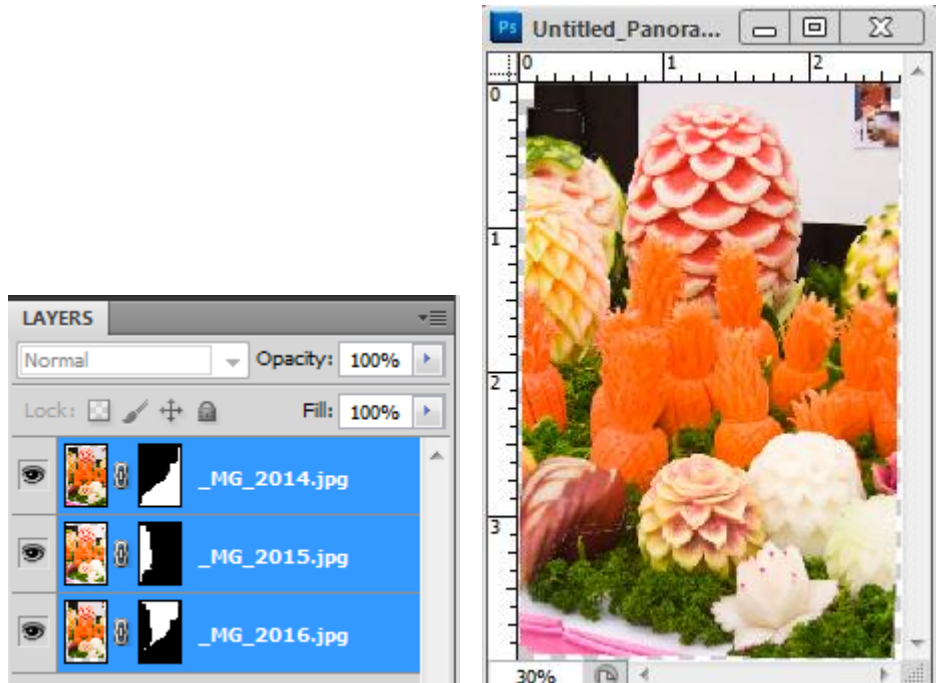 LAYERS
Normal Opacity: 100%
Lock: Fill: 100%
_MG_2014.jpg
_MG_2015.jpg
_MG_2016.jpg
Ps Untitled_Panora...
0 1 2
0
1
2
3
30%